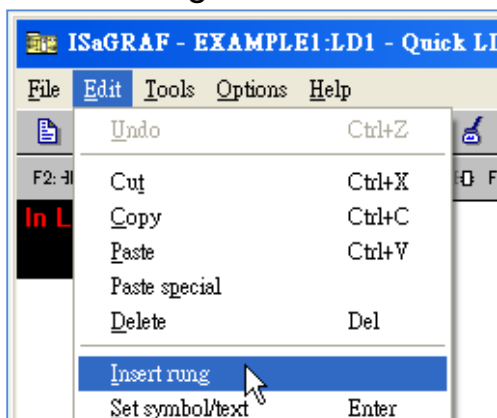 ISaGRAF - EXAMPLE1:LD1 - Quick L
File Edit Tools Options Help
Undo Ctrl+Z
F2:
Cut Ctrl+X
In L
Copy Ctrl+C
Paste Ctrl+V
Paste special
Delete Del
Insert rung
Set symbol/text Enter